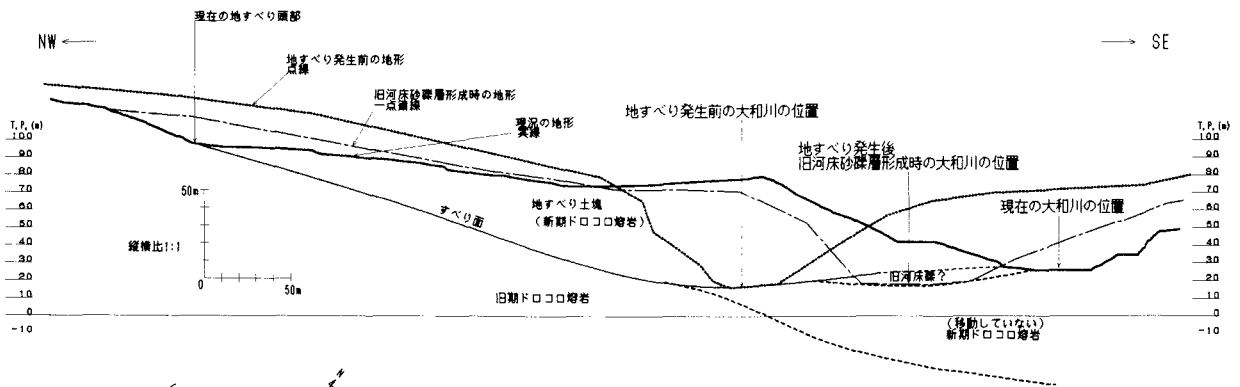 現在の地すべり頭部
NW
SE
地すべり発生前の地形
点線
旧河床砂礫層形成時の地形
一点鎖線
現況の地形
実線
地すべり発生前の大和川の位置
地すべり発生後
旧河床砂礫層形成時の大和川の位置
現在の大和川の位置
T.P.(m)
100
90
80
70
60
50
40
30
20
10
0
-10
T.P.(m)
100
90
80
70
60
50
40
30
20
10
0
-10
50m
縦横比1:1
0
50m
すべり面
地すべり土塊
(新期ドロコロ熔岩)
旧河床礫?
旧期ドロコロ熔岩
(移動していない)
新期ドロコロ熔岩
N